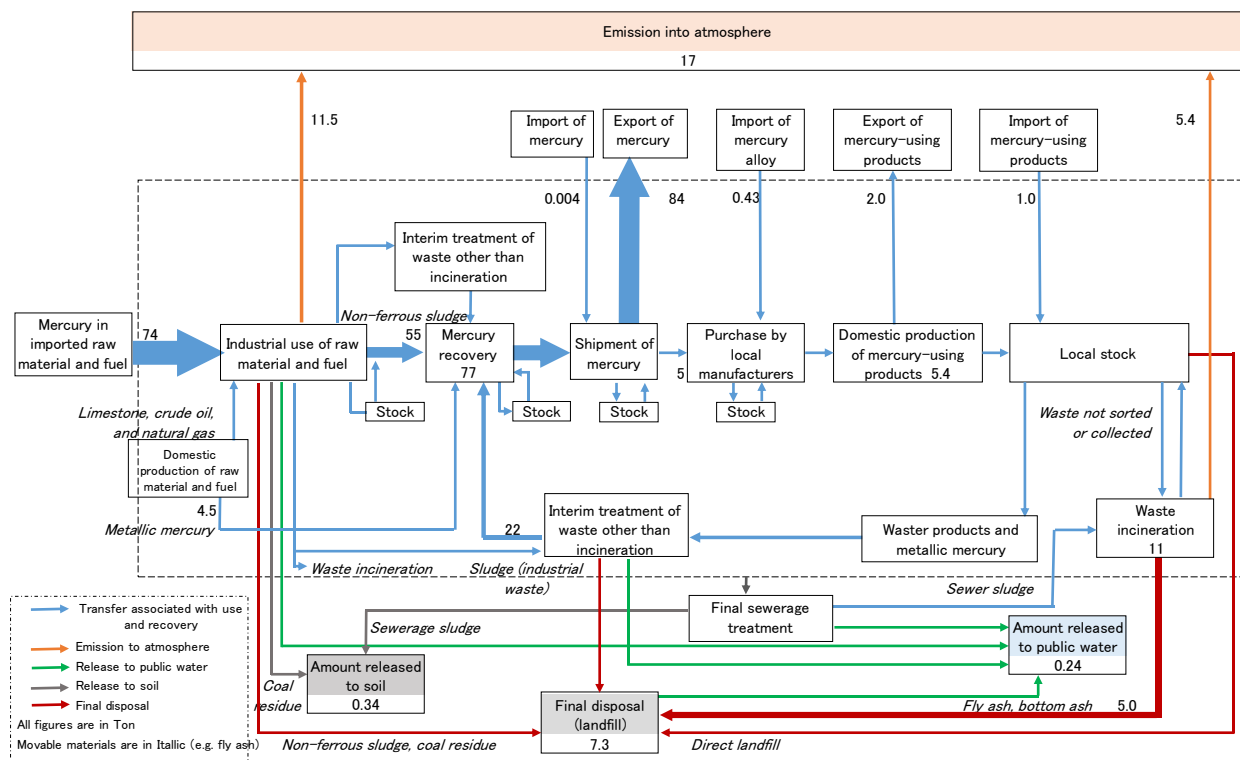 Emission into atmosphere
17
11.5
5.4
Import of
mercury
Export of
mercury
Import of
mercury
alloy
Export of
mercury-using
products
Import of
mercury-using
products
0.004
84
0.43
2.0
1.0
Interim treatment of
waste other than
incineration
Non-ferrous sludge
Mercury in
imported raw
material and fuel
74
Industrial use of raw
material and fuel
55
Mercury
recovery
77
Shipment of
mercury
5
Purchase by
local
manufacturers
Domestic production
of mercury-using
products 5.4
Local stock
Stock
Stock
Stock
Stock
Limestone, crude oil,
and natural gas
Waste not sorted
or collected
Domestic
production of raw
material and fuel
4.5
Metallic mercury
22
Interim treatment of
waste other than
incineration
Waster products and
metallic mercury
Waste
incineration
11
Waste incineration
Sludge (industrial
waste)
Sewer sludge
Final sewerage
treatment
Sewerage sludge
Amount released
to public water
0.24
Amount released
to soil
0.34
Coal
residue
Final disposal
(landfill)
7.3
Fly ash, bottom ash
5.0
Non-ferrous sludge, coal residue
Direct landfill
Transfer associated with use
and recovery
Emission to atmosphere
Release to public water
Release to soil
Final disposal
All figures are in Ton
Movable materials are in Itallic (e.g. fly ash)